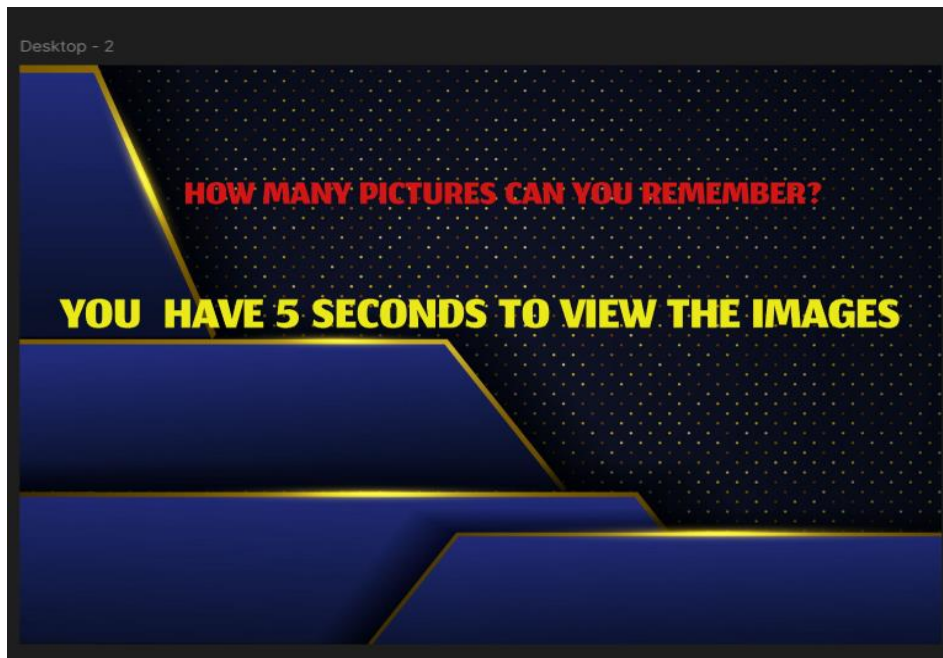 Desktop - 2
HOW MANY PICTURES CAN YOU REMEMBER?
YOU  HAVE 5 SECONDS TO VIEW THE IMAGES